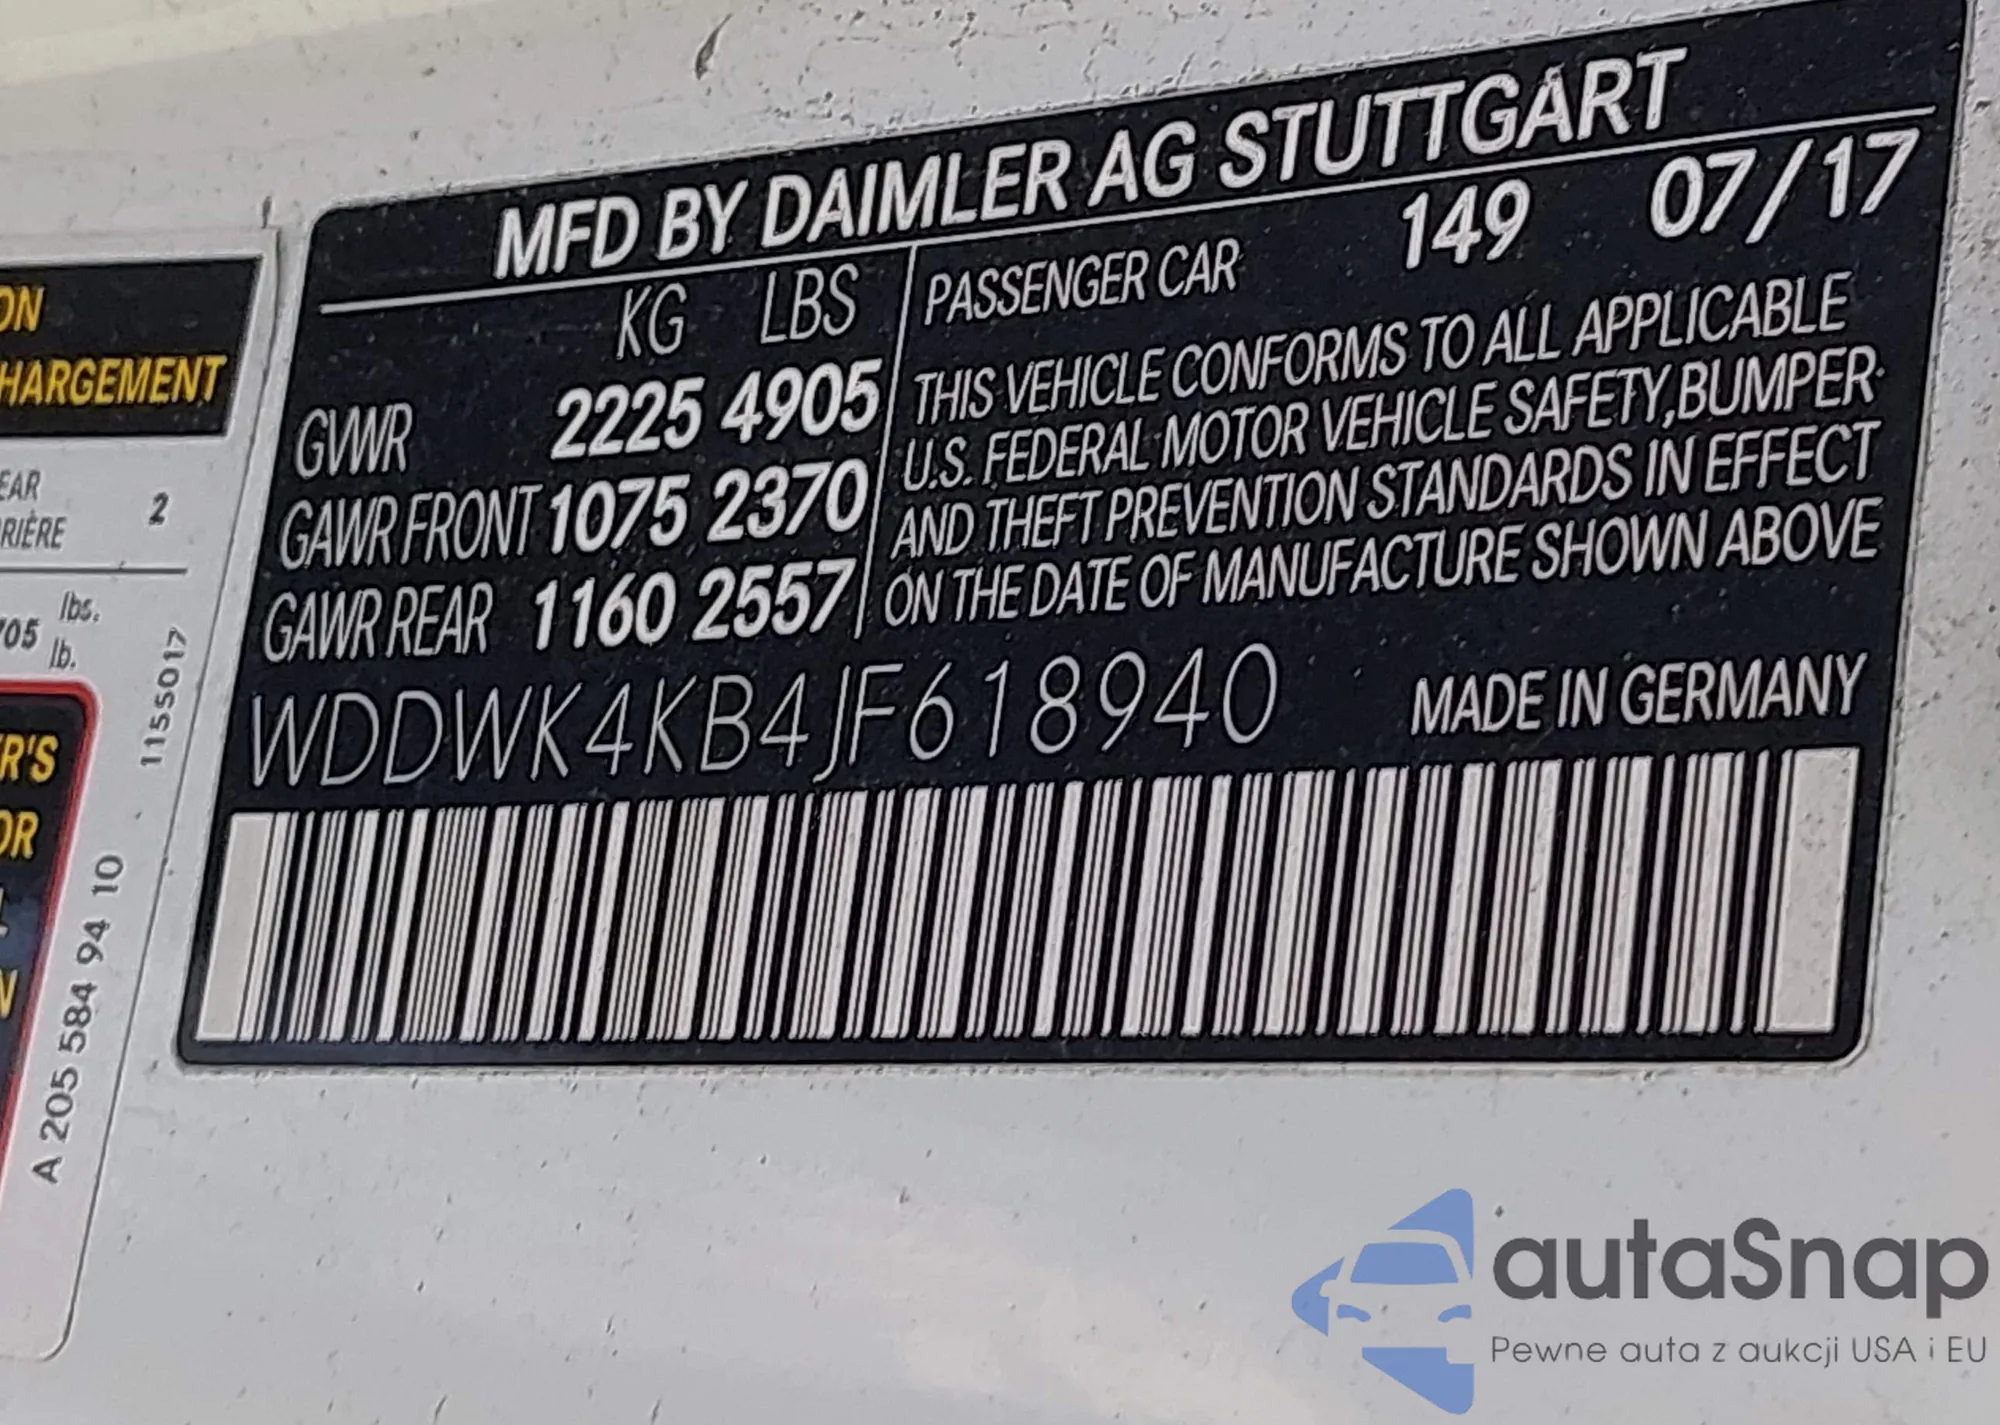 MFD BY DAIMLER AG STUTTGART
KG LBS
GVWR 2225 4905
GAWR FRONT 1075 2370
GAWR REAR 1160 2557
PASSENGER CAR 149 07/17
THIS VEHICLE CONFORMS TO ALL APPLICABLE
U.S. FEDERAL MOTOR VEHICLE SAFETY, BUMPER
AND THEFT PREVENTION STANDARDS IN EFFECT
ON THE DATE OF MANUFACTURE SHOWN ABOVE
WDDWK4KB4JF618940 MADE IN GERMANY
ON
HARGEMENT
EAR
RIÈRE
2
705 lbs.
lb.
1155017
R'S
OR
A 205 584 94 10
autaSnap
Pewne auta z aukcji USA i EU